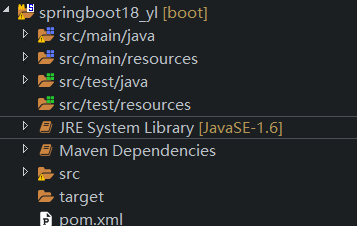 springboot18_yl [boot]
src/main/java
src/main/resources
src/test/java
src/test/resources
JRE System Library [JavaSE-1.6]
Maven Dependencies
src
target
pom.xml